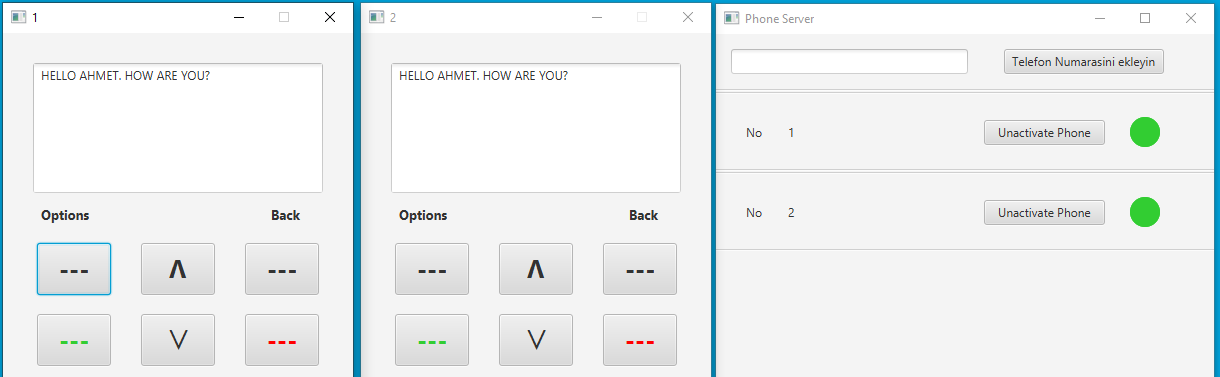 1
HELLO AHMET. HOW ARE YOU?
Options Back
--- Λ ---
--- V ---
2
HELLO AHMET. HOW ARE YOU?
Options Back
--- Λ ---
--- V ---
Phone Server
Telefon Numarasini ekleyin
No 1 Unactivate Phone
No 2 Unactivate Phone